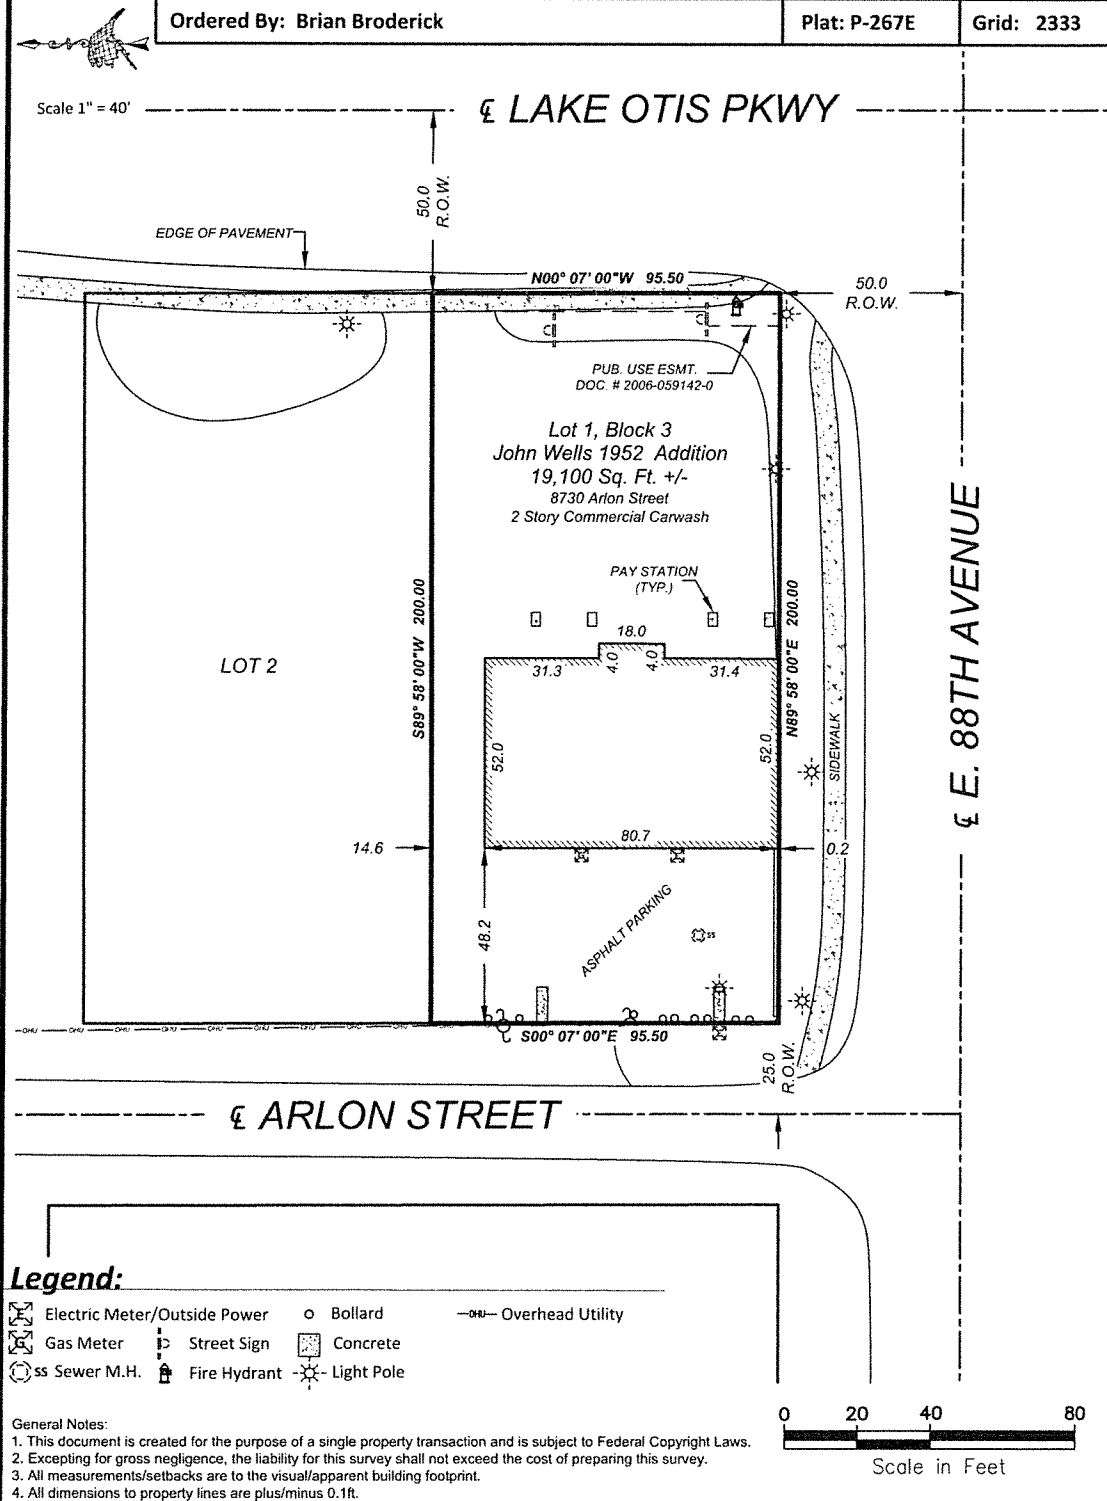 Ordered By: Brian Broderick
Plat: P-267E
Grid: 2333
Scale 1" = 40'
℄ LAKE OTIS PKWY
50.0
R.O.W.
EDGE OF PAVEMENT
N00° 07' 00"W 95.50
50.0
R.O.W.
PUB. USE ESMT.
DOC. # 2006-059142-0
Lot 1, Block 3
John Wells 1952 Addition
19,100 Sq. Ft. +/-
8730 Arlon Street
2 Story Commercial Carwash
PAY STATION
(TYP.)
S89° 58' 00"W 200.00
N89° 58' 00"E 200.00
℄ E. 88TH AVENUE
18.0
4.0
4.0
31.3
31.4
LOT 2
52.0
52.0
SIDEWALK
80.7
14.6
0.2
48.2
ASPHALT PARKING
SS
OHU OHU OHU OHU OHU OHU OHU OHU OHU
S00° 07' 00"E 95.50
25.0
R.O.W.
℄ ARLON STREET
Legend:
E Electric Meter/Outside Power
Bollard
OHU Overhead Utility
G Gas Meter
Street Sign
Concrete
SS Sewer M.H.
Fire Hydrant
Light Pole
General Notes:
1. This document is created for the purpose of a single property transaction and is subject to Federal Copyright Laws.
2. Excepting for gross negligence, the liability for this survey shall not exceed the cost of preparing this survey.
3. All measurements/setbacks are to the visual/apparent building footprint.
4. All dimensions to property lines are plus/minus 0.1ft.
0 20 40 80
Scale in Feet